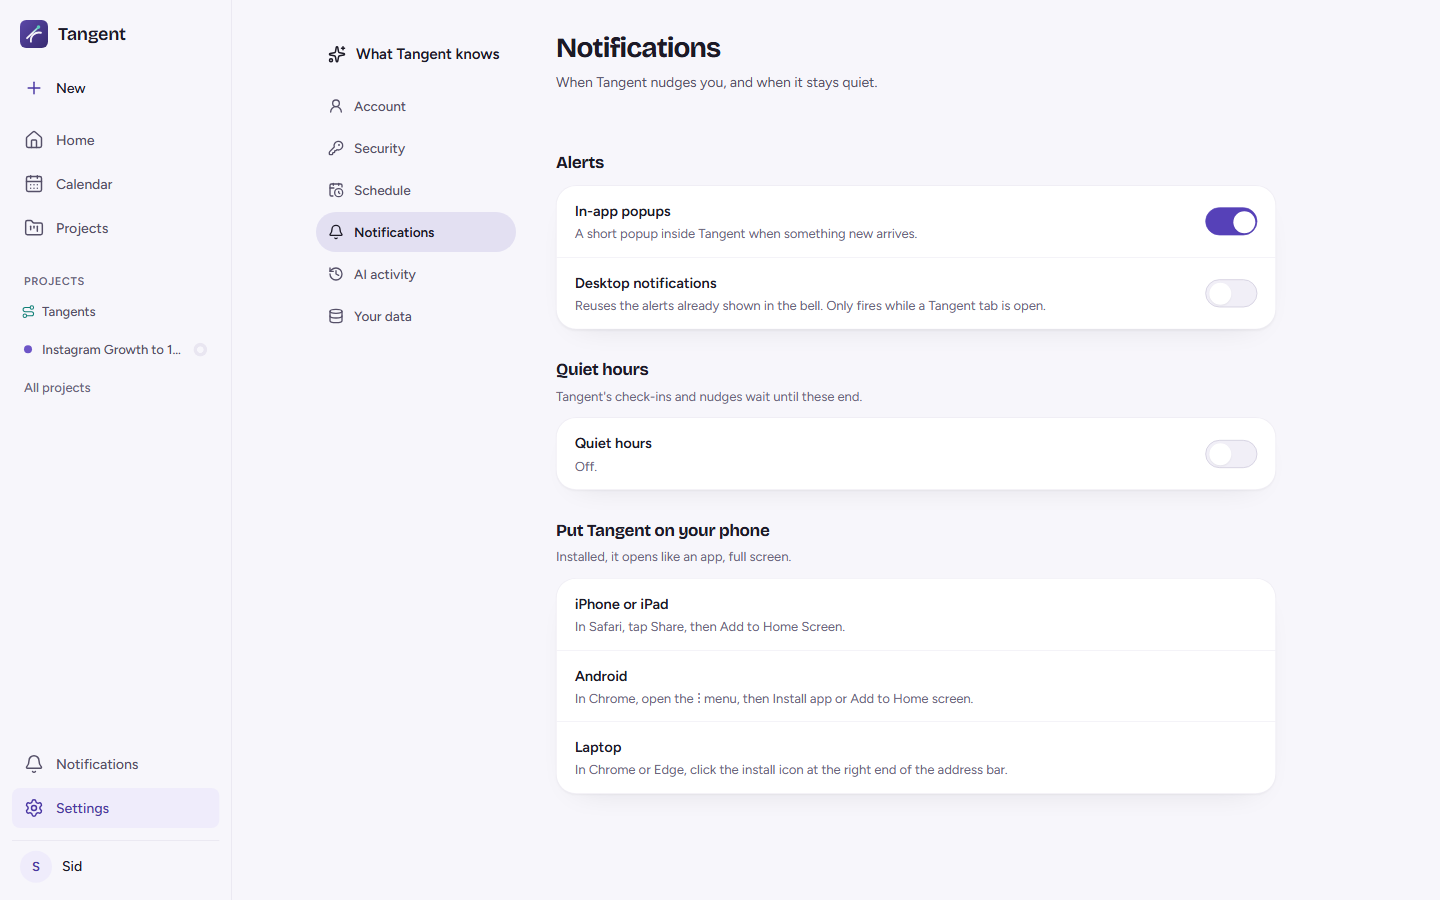 Tangent
New
Home
Calendar
Projects
PROJECTS
Tangents
Instagram Growth to 1...
All projects
Notifications
Settings
S
Sid
What Tangent knows
Account
Security
Schedule
Notifications
AI activity
Your data
Notifications
When Tangent nudges you, and when it stays quiet.
Alerts
In-app popups
A short popup inside Tangent when something new arrives.
Desktop notifications
Reuses the alerts already shown in the bell. Only fires while a Tangent tab is open.
Quiet hours
Tangent's check-ins and nudges wait until these end.
Quiet hours
Off.
Put Tangent on your phone
Installed, it opens like an app, full screen.
iPhone or iPad
In Safari, tap Share, then Add to Home Screen.
Android
In Chrome, open the ⋮ menu, then Install app or Add to Home screen.
Laptop
In Chrome or Edge, click the install icon at the right end of the address bar.